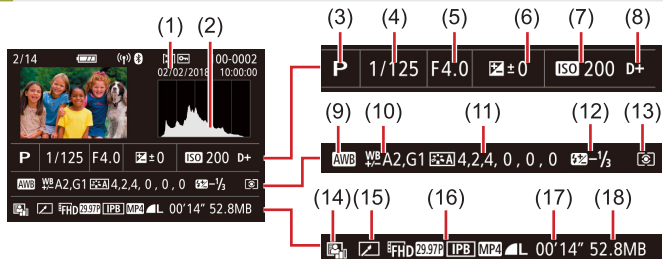 (1) (2)
2/14 00-0002
02/02/2018 10:00:00
P 1/125 F4.0 ±0 ISO 200 D+
AWB WB+/- A2,G1 A 4,2,4, 0 , 0 , 0 -1/3
FHD 29.97P IPB MP4 L 00'14" 52.8MB
(3) (4) (5) (6) (7) (8)
P 1/125 F4.0 ±0 ISO 200 D+
(9) (10) (11) (12) (13)
AWB WB+/- A2,G1 A 4,2,4, 0 , 0 , 0 -1/3
(14) (15) (16) (17) (18)
FHD 29.97P IPB MP4 L 00'14" 52.8MB